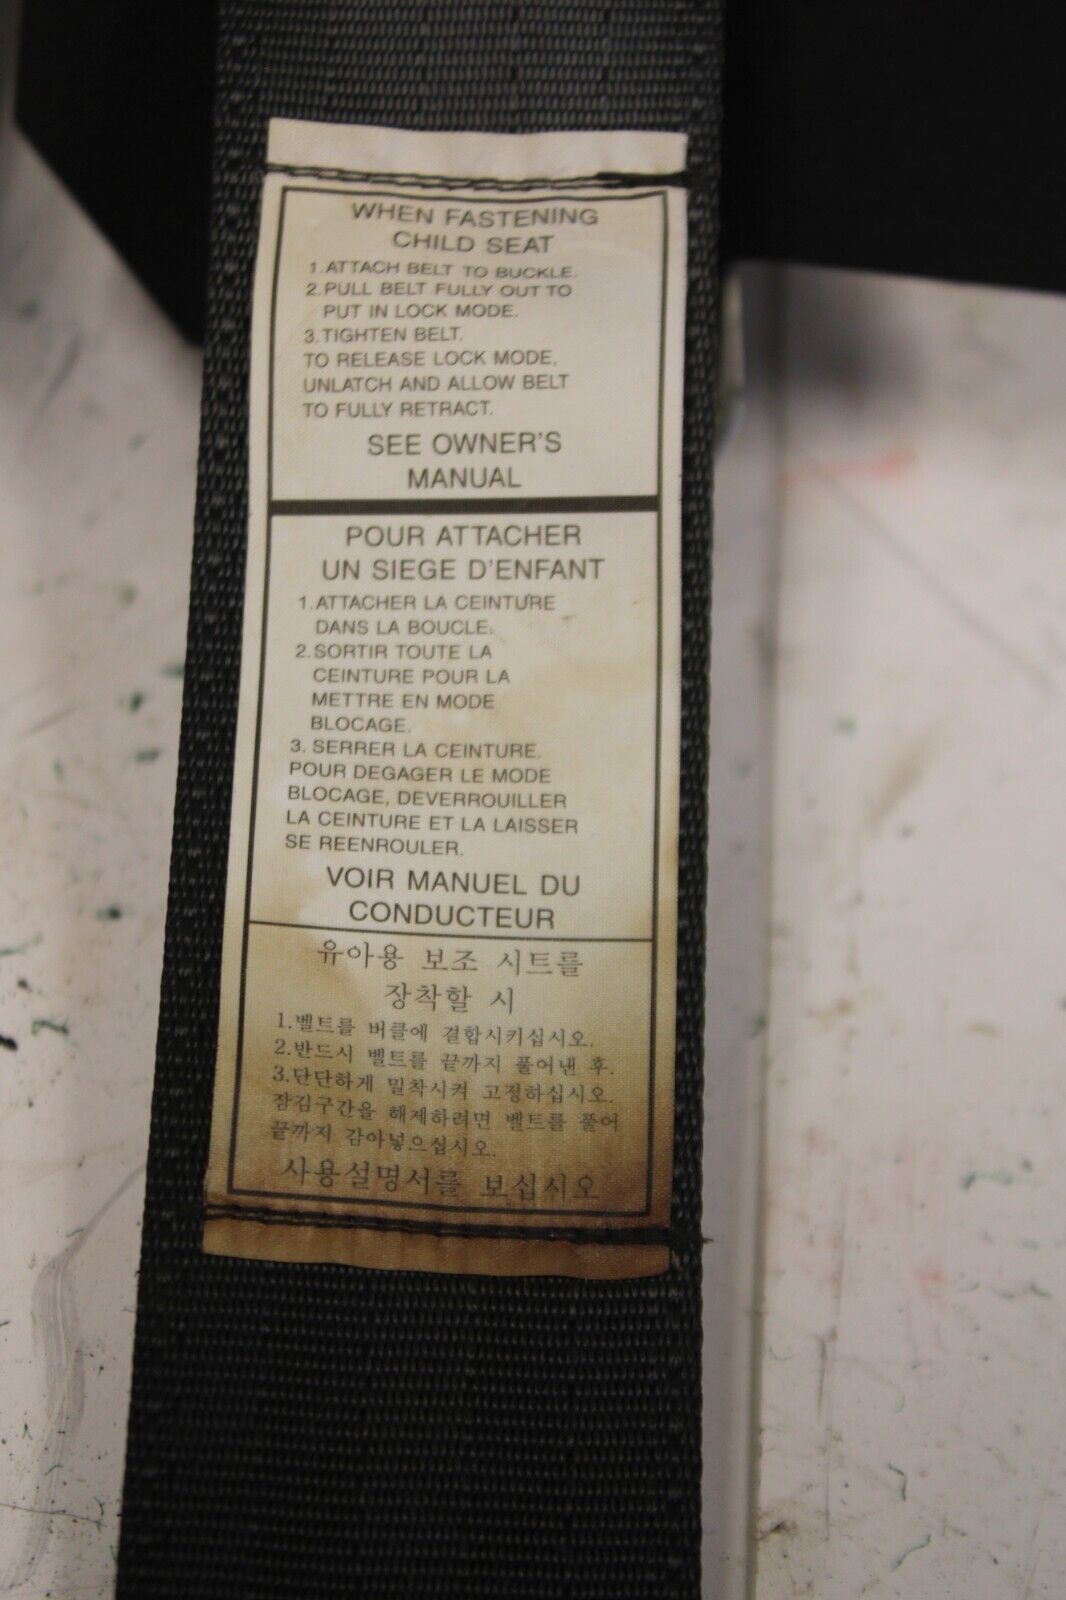 WHEN FASTENING
CHILD SEAT
1.ATTACH BELT TO BUCKLE.
2.PULL BELT FULLY OUT TO
PUT IN LOCK MODE.
3.TIGHTEN BELT.
TO RELEASE LOCK MODE,
UNLATCH AND ALLOW BELT
TO FULLY RETRACT.
SEE OWNER'S
MANUAL
POUR ATTACHER
UN SIEGE D'ENFANT
1.ATTACHER LA CEINTURE
DANS LA BOUCLE.
2.SORTIR TOUTE LA
CEINTURE POUR LA
METTRE EN MODE
BLOCAGE.
3. SERRER LA CEINTURE.
POUR DEGAGER LE MODE
BLOCAGE, DEVERROUILLER
LA CEINTURE ET LA LAISSER
SE REENROULER.
VOIR MANUEL DU
CONDUCTEUR
유아용 보조 시트를
장착할 시
1.벨트를 버클에 결합시키십시오.
2.반드시 벨트를 끝까지 풀어낸 후.
3.단단하게 밀착시켜 고정하십시오.
잠김구간을 해제하려면 벨트를 풀어
끝까지 감아넣으십시오.
사용설명서를 보십시오